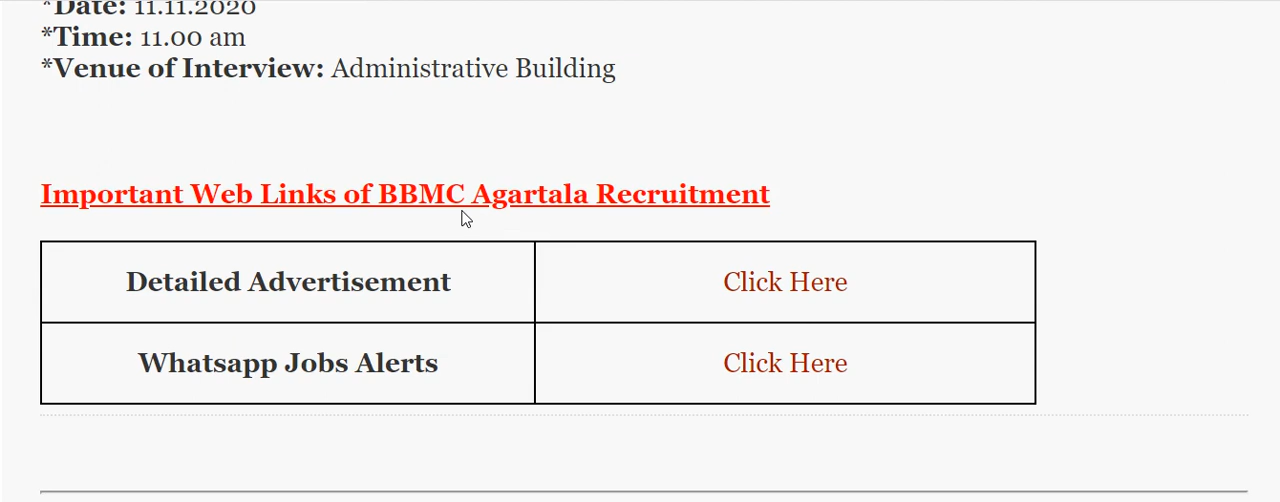 *Date: 11.11.2020
*Time: 11.00 am
*Venue of Interview: Administrative Building
Important Web Links of BBMC Agartala Recruitment
Detailed Advertisement Click Here
Whatsapp Jobs Alerts Click Here